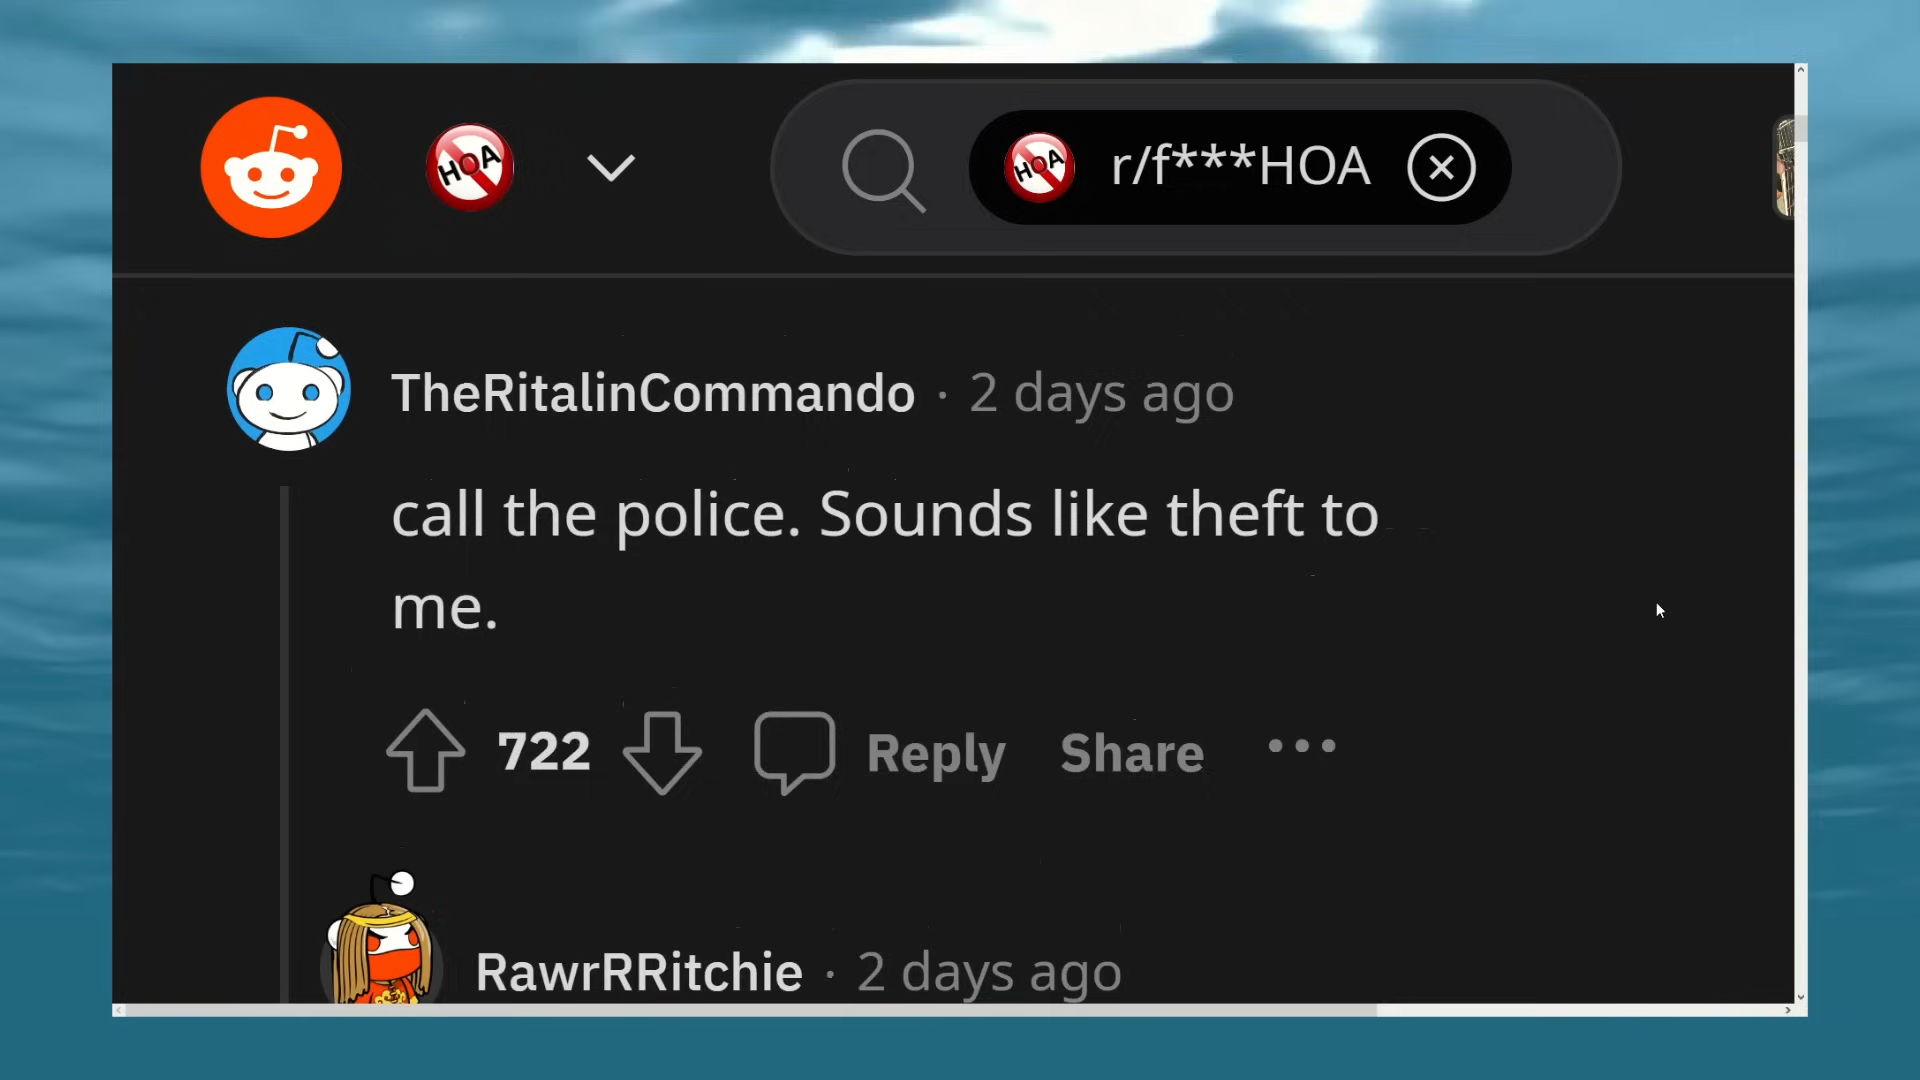 HOA
HOA r/f***HOA
TheRitalinCommando · 2 days ago
call the police. Sounds like theft to
me.
722 Reply Share ...
RawrRRitchie · 2 days ago